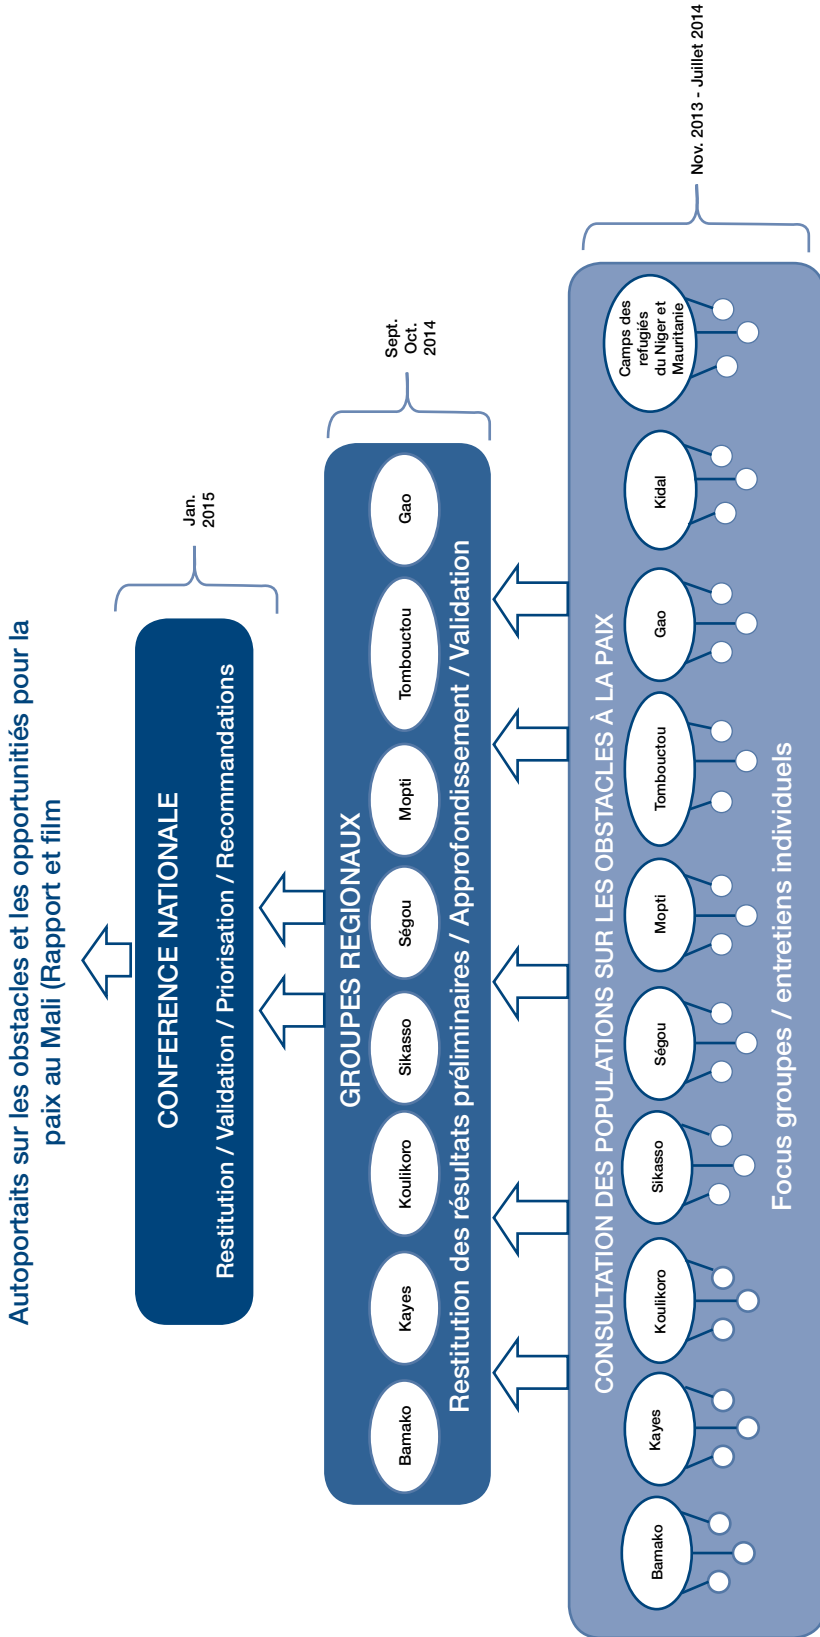 Autoportaits sur les obstacles et les opportunitiés pour la
paix au Mali (Rapport et film
CONFERENCE NATIONALE
Restitution / Validation / Priorisation / Recommandations
Jan.
2015
GROUPES REGIONAUX
Bamako
Kayes
Koulikoro
Sikasso
Ségou
Mopti
Tombouctou
Gao
Restitution des résultats préliminaires / Approfondissement / Validation
Sept.
Oct.
2014
CONSULTATION DES POPULATIONS SUR LES OBSTACLES À LA PAIX
Bamako
Kayes
Koulikoro
Sikasso
Ségou
Mopti
Tombouctou
Gao
Kidal
Camps des
refugiés
du Niger et
Mauritanie
Focus groupes / entretiens individuels
Nov. 2013 - Juillet 2014